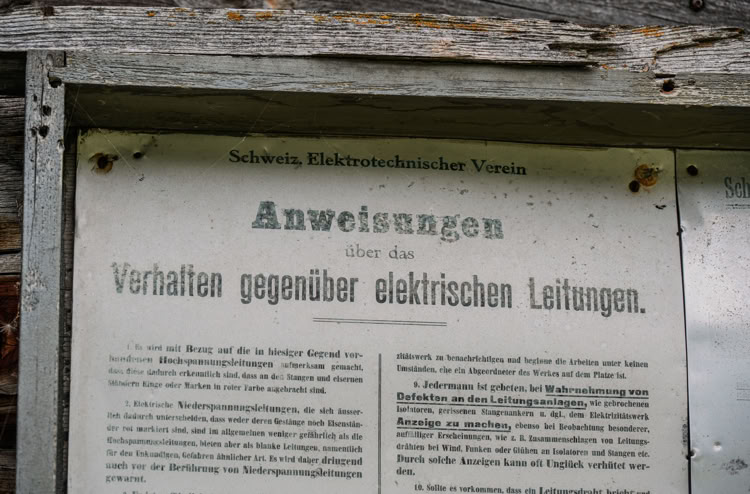 Schweiz. Elektrotechnischer Verein
Anweisungen
über das
Verhalten gegenüber elektrischen Leitungen.
1. Es wird mit Bezug auf die in hiesiger Gegend vor-
handenen Hochspannungsleitungen aufmerksam gemacht,
dass diese dadurch erkenntlich sind, dass an den Stangen und eisernen
Ständern Ringe oder Marken in roter Farbe angebracht sind.
2. Elektrische Niederspannungsleitungen, die sich äusser-
lich dadurch unterscheiden, dass weder deren Gestänge noch Eisenstän-
der rot markiert sind, sind im allgemeinen weniger gefährlich als die
Hochspannungsleitungen, bieten aber als blanke Leitungen, namentlich
für den Unkundigen, Gefahren ähnlicher Art. Es wird daher dringend
auch vor der Berührung von Niederspannungsleitungen
gewarnt.
zitätswerk zu benachrichtigen und beginne die Arbeiten unter keinen
Umständen, ehe ein Abgeordneter des Werkes auf dem Platze ist.
9. Jedermann ist gebeten, bei Wahrnehmung von
Defekten an den Leitungsanlagen, wie gebrochenen
Isolatoren, gerissenen Stangenankern u. dgl., dem Elektrizitätswerk
Anzeige zu machen, ebenso bei Beobachtung besonderer,
auffälliger Erscheinungen, wie z. B. Zusammenschlagen von Leitungs-
drähten bei Wind, Funken oder Glühen an Isolatoren und Stangen etc.
Durch solche Anzeigen kann oft Unglück verhütet wer-
den.
10. Sollte es vorkommen, dass ein Leitungsdraht bricht und
Sch